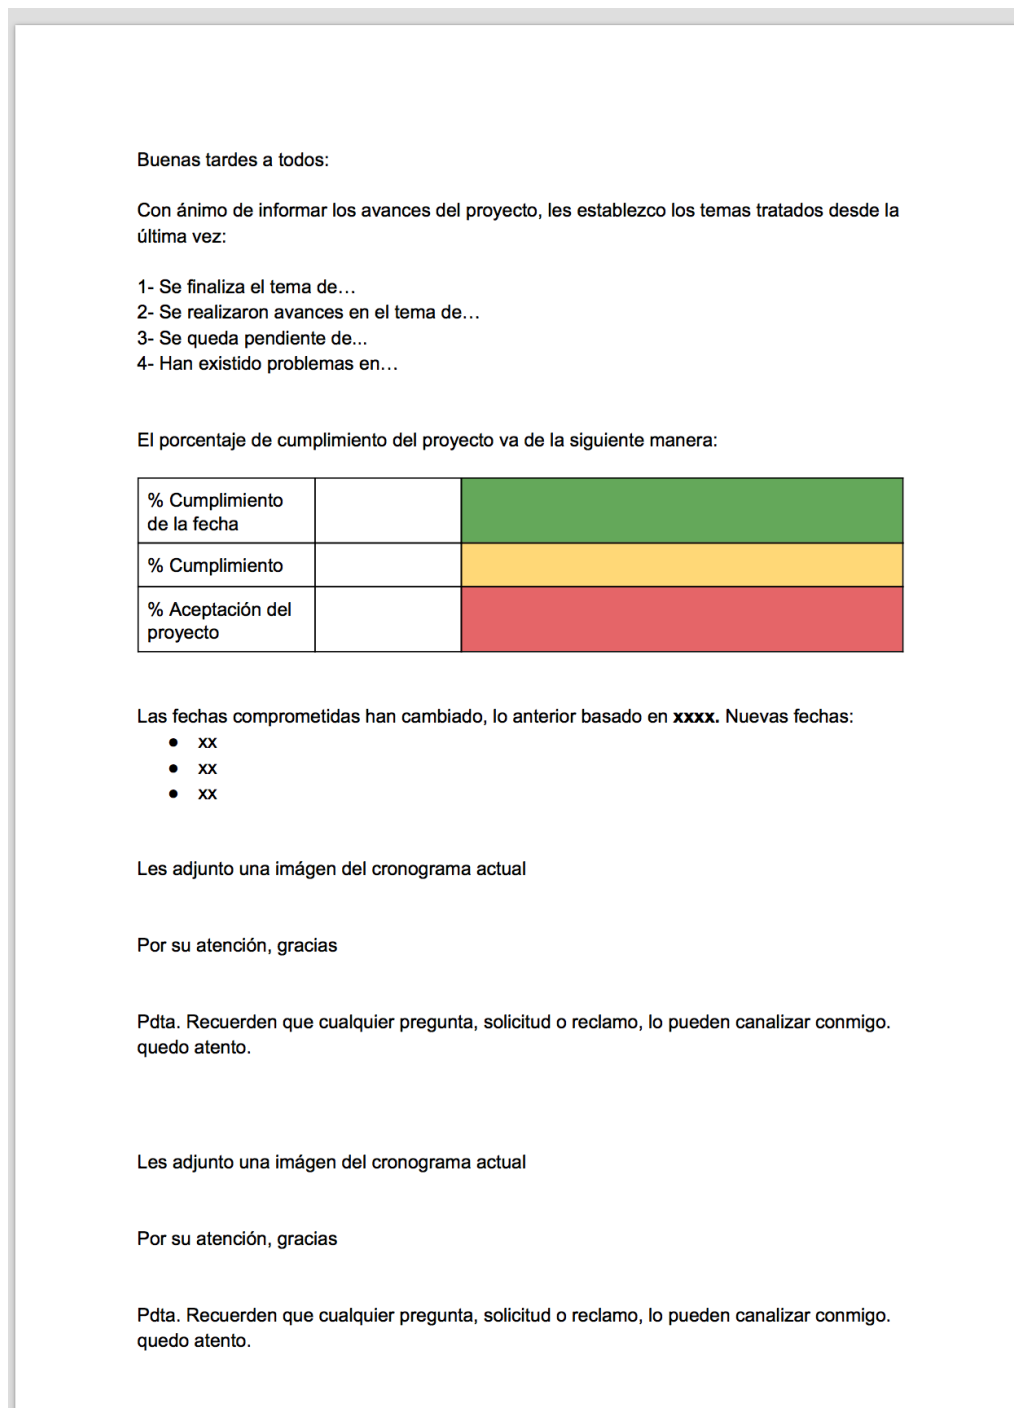 Buenas tardes a todos:
Con ánimo de informar los avances del proyecto, les establezco los temas tratados desde la
última vez:
1- Se finaliza el tema de…
2- Se realizaron avances en el tema de…
3- Se queda pendiente de...
4- Han existido problemas en…
El porcentaje de cumplimiento del proyecto va de la siguiente manera:
% Cumplimiento
de la fecha
% Cumplimiento
% Aceptación del
proyecto
Las fechas comprometidas han cambiado, lo anterior basado en xxxx. Nuevas fechas:
● xx
● xx
● xx
Les adjunto una imágen del cronograma actual
Por su atención, gracias
Pdta. Recuerden que cualquier pregunta, solicitud o reclamo, lo pueden canalizar conmigo.
quedo atento.
Les adjunto una imágen del cronograma actual
Por su atención, gracias
Pdta. Recuerden que cualquier pregunta, solicitud o reclamo, lo pueden canalizar conmigo.
quedo atento.